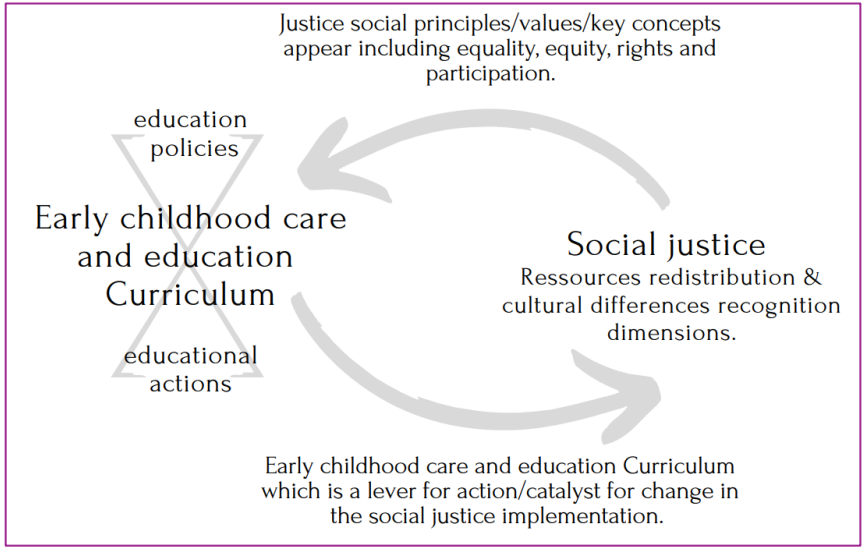 Justice social principles/values/key concepts
appear including equality, equity, rights and
participation.
education
policies
Early childhood care
and education
Curriculum
educational
actions
Social justice
Ressources redistribution &
cultural differences recognition
dimensions.
Early childhood care and education Curriculum
which is a lever for action/catalyst for change in
the social justice implementation.